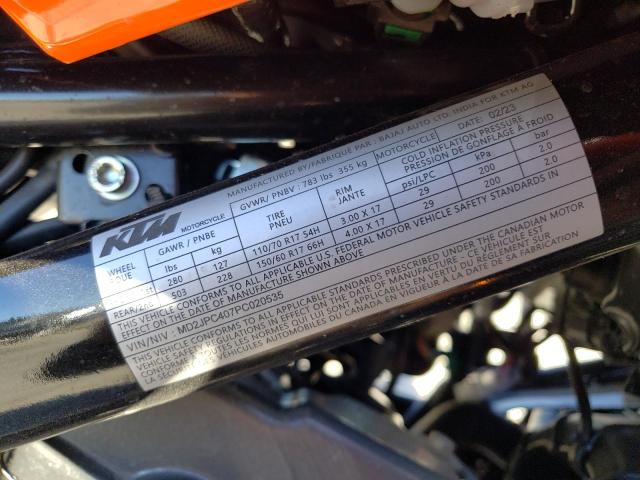 MANUFACTURED BY/FABRIQUE PAR : BAJAJ AUTO LTD. INDIA FOR KTM AG
KTM MOTORCYCLE GVWR/ PNBV : 783 lbs 355 kg MOTORCYCLE DATE: 02/23
WHEEL GAWR / PNBE TIRE RIM COLD INFLATION PRESSURE
ROUE lbs kg PNEU JANTE PRESSION DE GONFLAGE À FROID
psi/LPC kPa bar
280 127 110/70 R17 54H 3.00 X 17 29 200 2.0
REAR/ 503 228 150/60 R17 66H 4.00 X 17 29 200 2.0
THIS VEHICLE CONFORMS TO ALL APPLICABLE U.S. FEDERAL MOTOR VEHICLE SAFETY STANDARDS IN
EFFECT ON THE DATE OF MANUFACTURE SHOWN ABOVE
VIN/NIV : MD2JPC407PC020535
THIS VEHICLE CONFORMS TO ALL APPLICABLE STANDARDS PRESCRIBED UNDER THE CANADIAN MOTOR
VEHICLE SAFETY REGULATIONS IN EFFECT ON THE DATE OF MANUFACTURE - CE VÉHICULE EST
CONFORME À TOUTES LES NORMES QUI LUI SONT APPLICABLES EN VERTU DU RÈGLEMENT SUR
LA SÉCURITÉ DES VÉHICULES AUTOMOBILES DU CANADA EN VIGUEUR À LA DATE DE SA FABRICATION